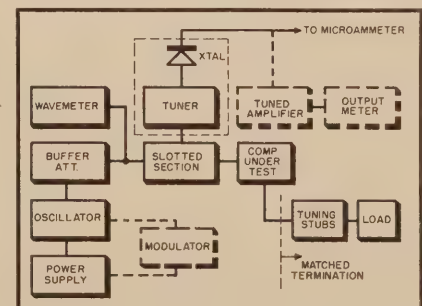 TO MICROAMMETER
XTAL
WAVEMETER
TUNER
TUNED
AMPLIFIER
OUTPUT
METER
BUFFER
ATT.
SLOTTED
SECTION
COMP
UNDER
TEST
OSCILLATOR
MODULATOR
TUNING
STUBS
LOAD
POWER
SUPPLY
MATCHED
TERMINATION